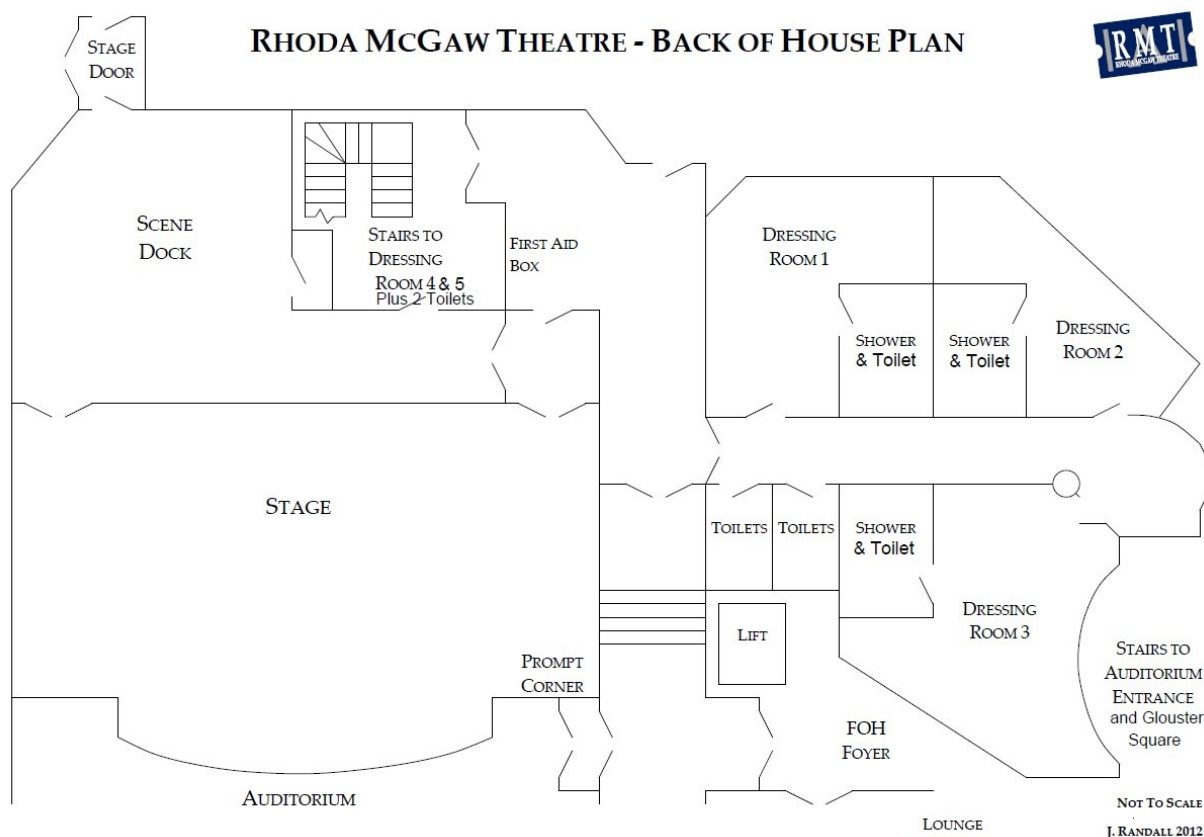 RHODA MCGAW THEATRE - BACK OF HOUSE PLAN
RMT
RHODA MCGAW THEATRE
STAGE
DOOR
SCENE
DOCK
STAIRS TO
DRESSING
ROOM 4 & 5
Plus 2 Toilets
FIRST AID
BOX
DRESSING
ROOM 1
SHOWER
& Toilet
SHOWER
& Toilet
DRESSING
ROOM 2
STAGE
TOILETS
TOILETS
SHOWER
& Toilet
DRESSING
ROOM 3
LIFT
PROMPT
CORNER
STAIRS TO
AUDITORIUM
ENTRANCE
and Glouster
Square
FOH
FOYER
AUDITORIUM
LOUNGE
NOT TO SCALE
J. RANDALL 2012